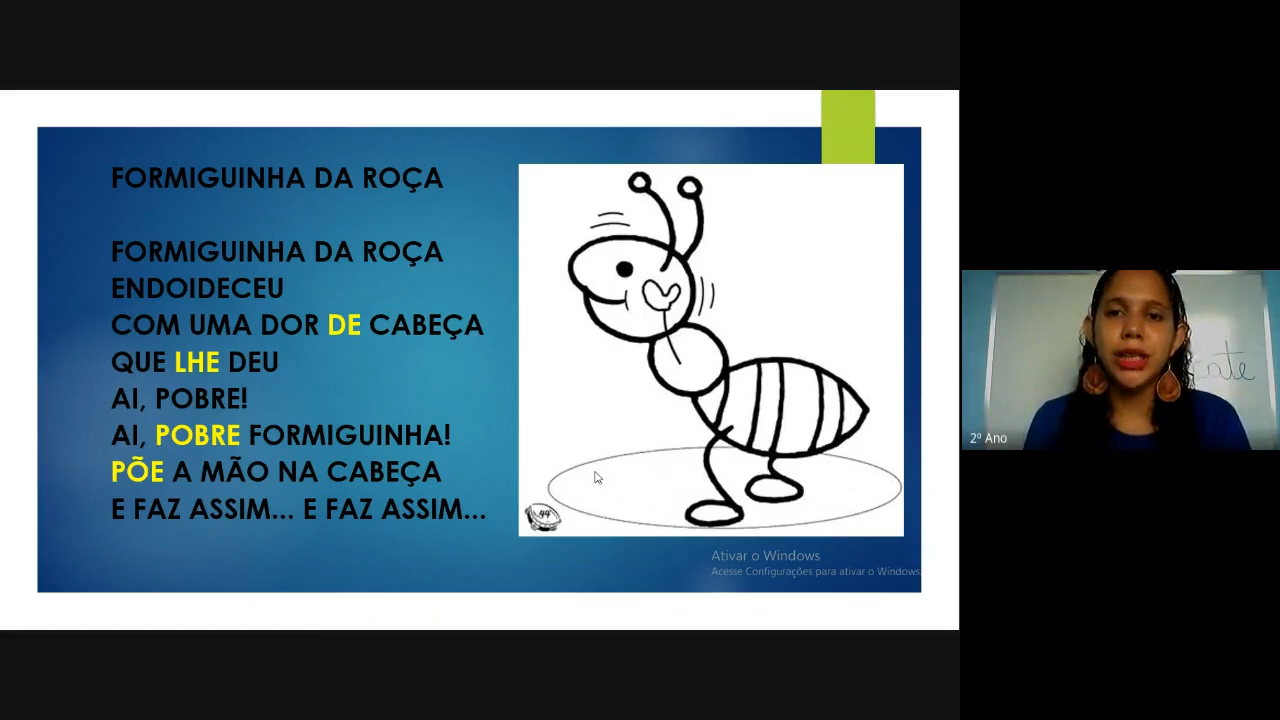 FORMIGUINHA DA ROÇA
FORMIGUINHA DA ROÇA
ENDOIDECEU
COM UMA DOR DE CABEÇA
QUE LHE DEU
AI, POBRE!
AI, POBRE FORMIGUINHA!
PÕE A MÃO NA CABEÇA
E FAZ ASSIM... E FAZ ASSIM...
44
Ativar o Windows
Acesse Configurações para ativar o Windows.
2º Ano